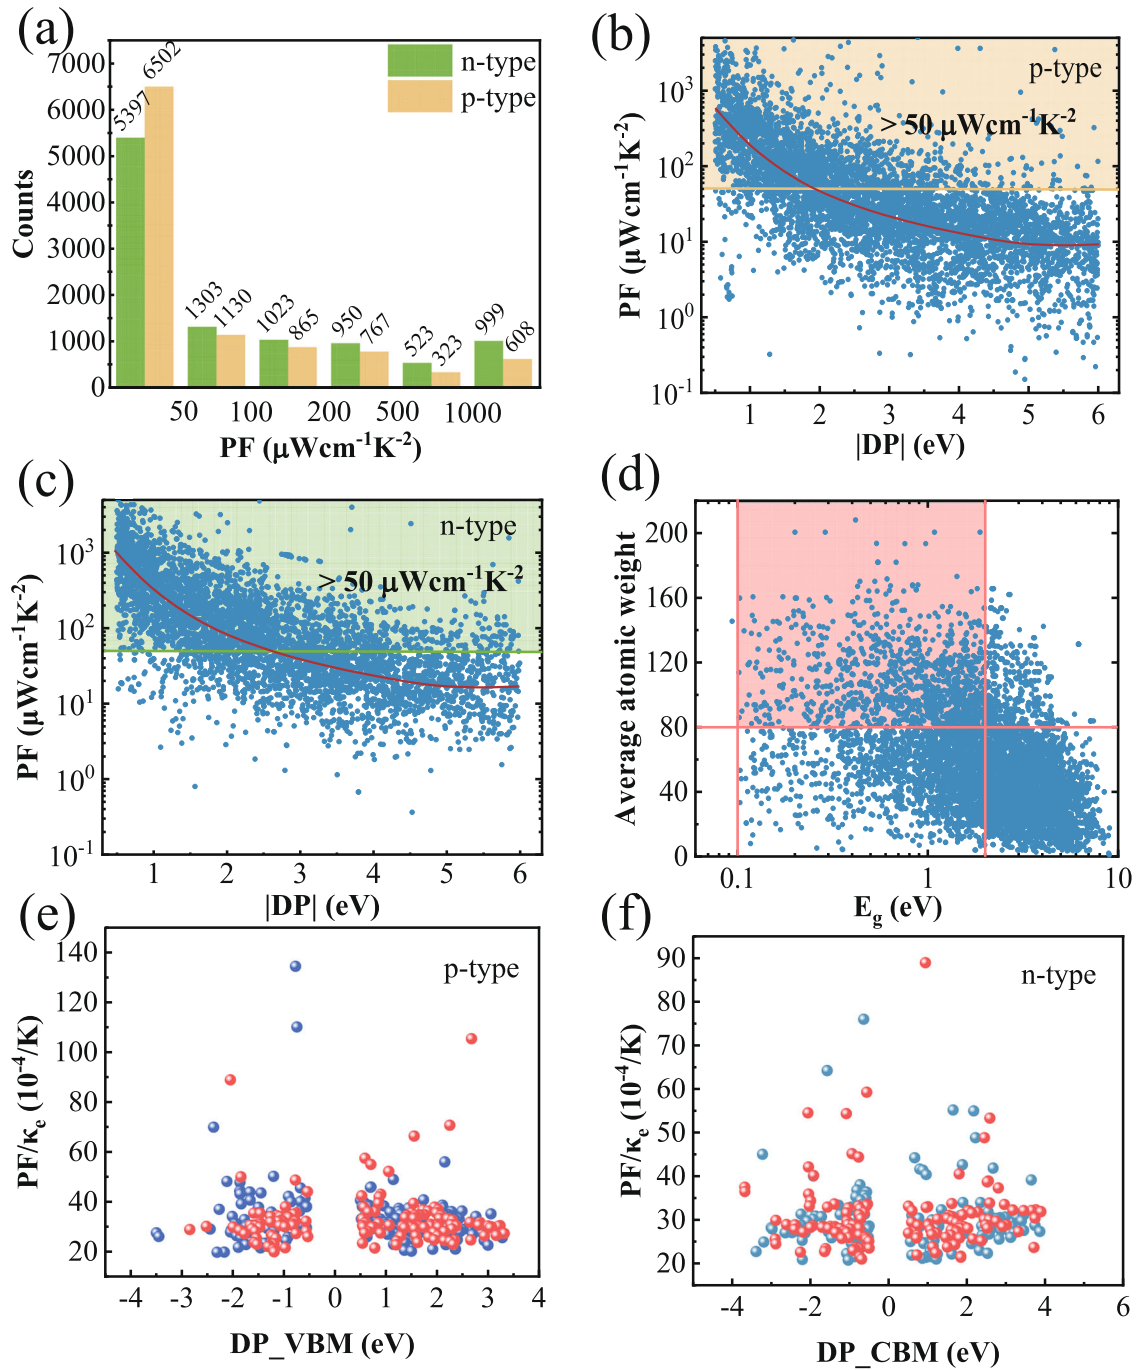 (a)
7000
6000
5000
4000
3000
2000
1000
0
Counts
5397
6502
1303
1130
1023
865
950
767
523
323
999
608
n-type
p-type
50 100 200 500 1000
PF (μWcm⁻¹K⁻²)
(b)
p-type
> 50 μWcm⁻¹K⁻²
10³
10²
10¹
10⁰
10⁻¹
PF (μWcm⁻¹K⁻²)
1 2 3 4 5 6
|DP| (eV)
(c)
n-type
> 50 μWcm⁻¹K⁻²
10³
10²
10¹
10⁰
10⁻¹
PF (μWcm⁻¹K⁻²)
1 2 3 4 5 6
|DP| (eV)
(d)
200
160
120
80
40
0
Average atomic weight
0.1 1 10
E_g (eV)
(e)
p-type
140
120
100
80
60
40
20
PF/κ_e (10⁻⁴/K)
-4 -3 -2 -1 0 1 2 3 4
DP_VBM (eV)
(f)
n-type
90
80
70
60
50
40
30
20
PF/κ_e (10⁻⁴/K)
-4 -2 0 2 4 6
DP_CBM (eV)